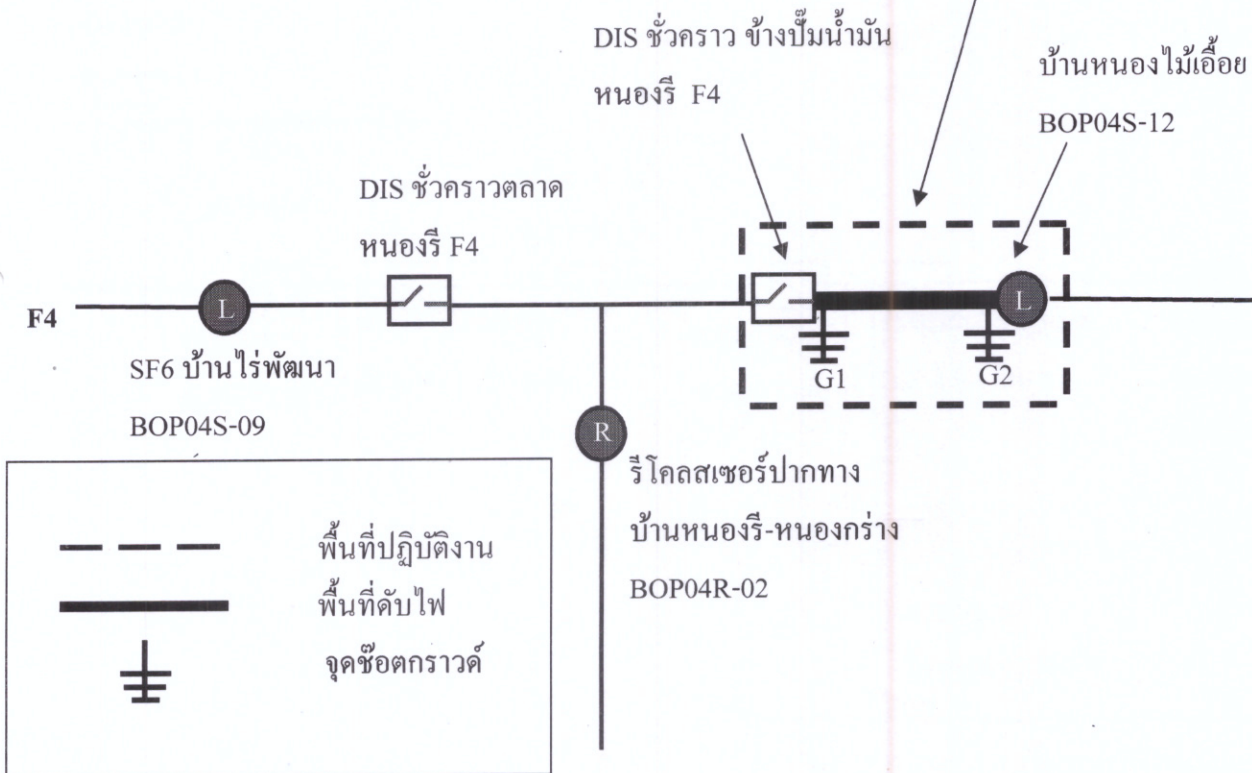 DIS ชั่วคราว ข้างปั๊มน้ำมัน
หนองรี F4
บ้านหนองไม้เอื้อย
BOP04S-12
DIS ชั่วคราวตลาด
หนองรี F4
F4
L
L
SF6 บ้านไร่พัฒนา
BOP04S-09
G1
G2
R
รีโคลสเซอร์ปากทาง
บ้านหนองรี-หนองกร่าง
BOP04R-02
พื้นที่ปฏิบัติงาน
พื้นที่ดับไฟ
จุดช๊อตกราวด์